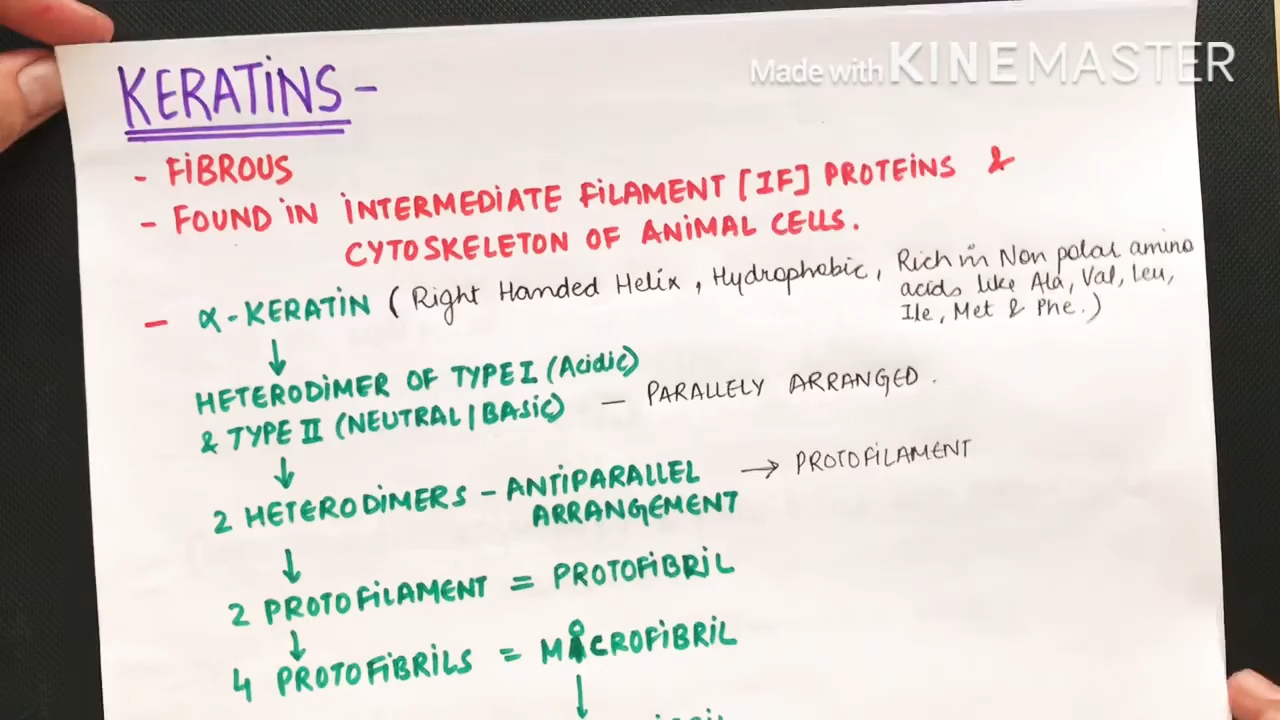 Made with KINEMASTER
KERATiNS -
- FiBROUS
- FOUND iN iNTERMEDiATE FiLAMENT [IF] PROTEiNS &
CYTOSKELETON OF ANiMAL CELLS.
- α-KERATiN ( Right Handed Helix, Hydrophobic, Rich in Non polar amino
acids like Ala, Val, Leu,
Ile, Met & Phe.)
↓
HETERODiMER OF TYPE I (Acidic)
& TYPE II (NEUTRAL|BASiC) — PARALLELY ARRANGED.
↓
2 HETERODiMERS - ANTiPARALLEL → PROTOFiLAMENT
ARRANGEMENT
↓
2 PROTOFiLAMENT = PROTOFiBRiL
↓
4 PROTOFiBRiLS = MiCROFiBRiL
↓